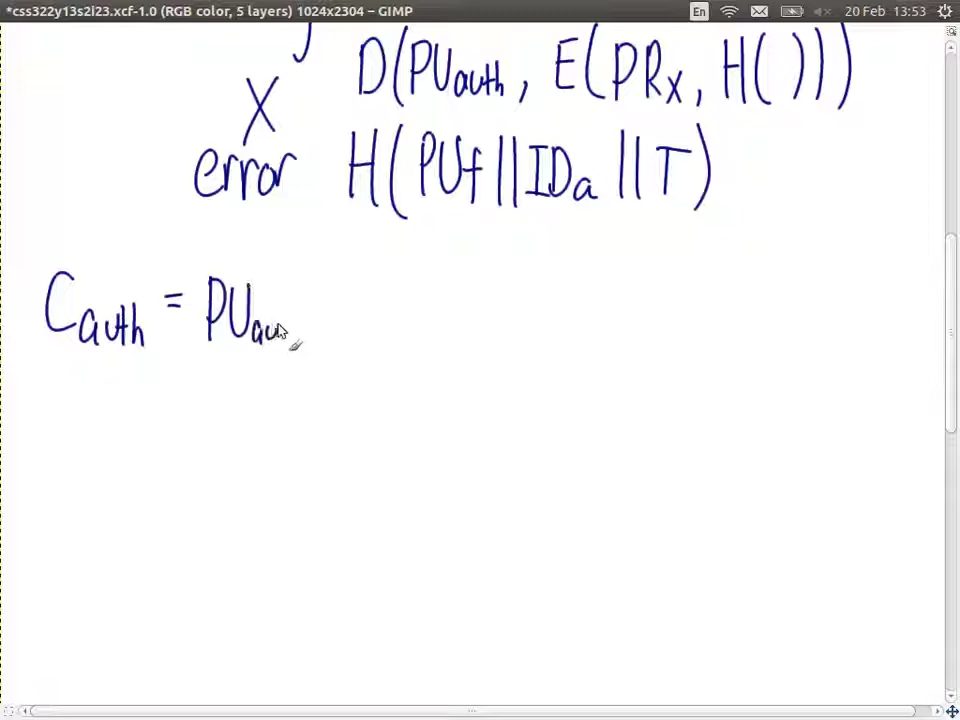 *css322y13s2i23.xcf-1.0 (RGB color, 5 layers) 1024x2304 – GIMP En 20 Feb 13:53
D(PUauth, E(PRx, H()))
X
error H(PUf||IDa||T)
Cauth = PUau